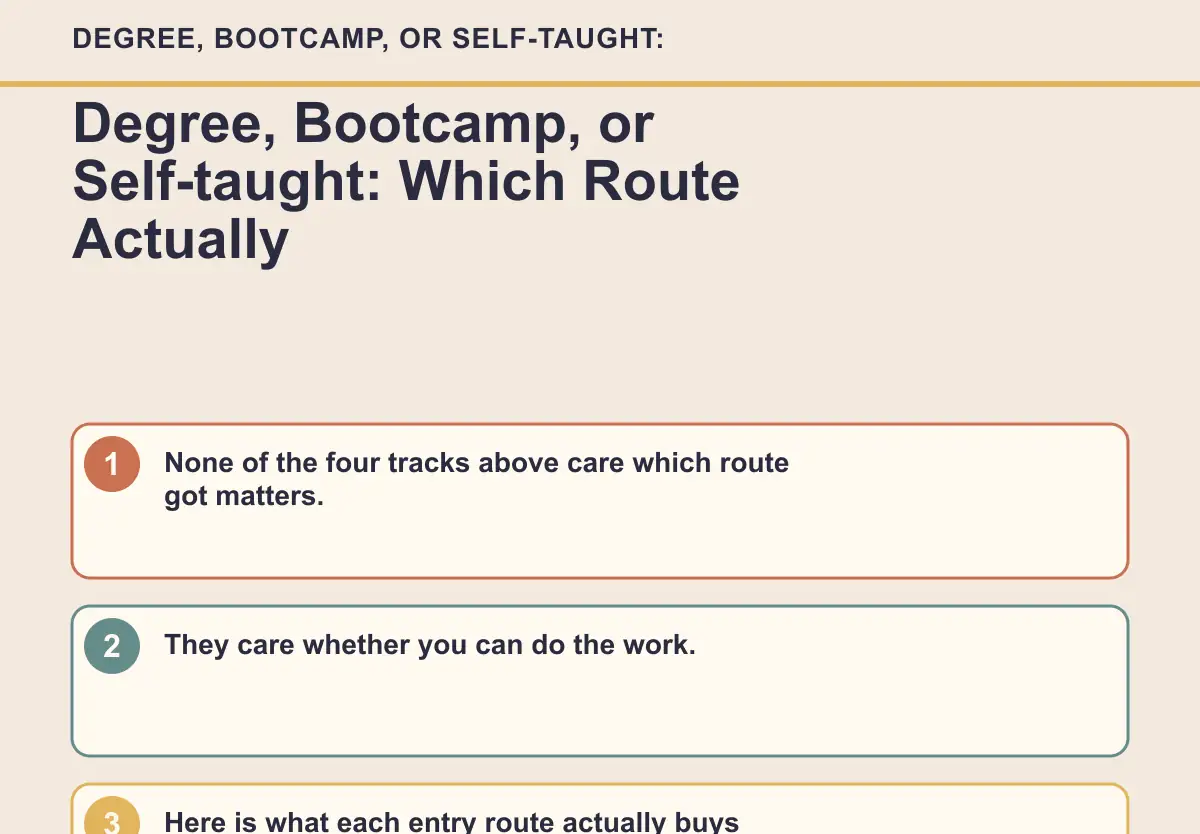 DEGREE, BOOTCAMP, OR SELF-TAUGHT:
Degree, Bootcamp, or
Self-taught: Which Route
Actually
1
None of the four tracks above care which route
got matters.
2
They care whether you can do the work.
3
Here is what each entry route actually buys